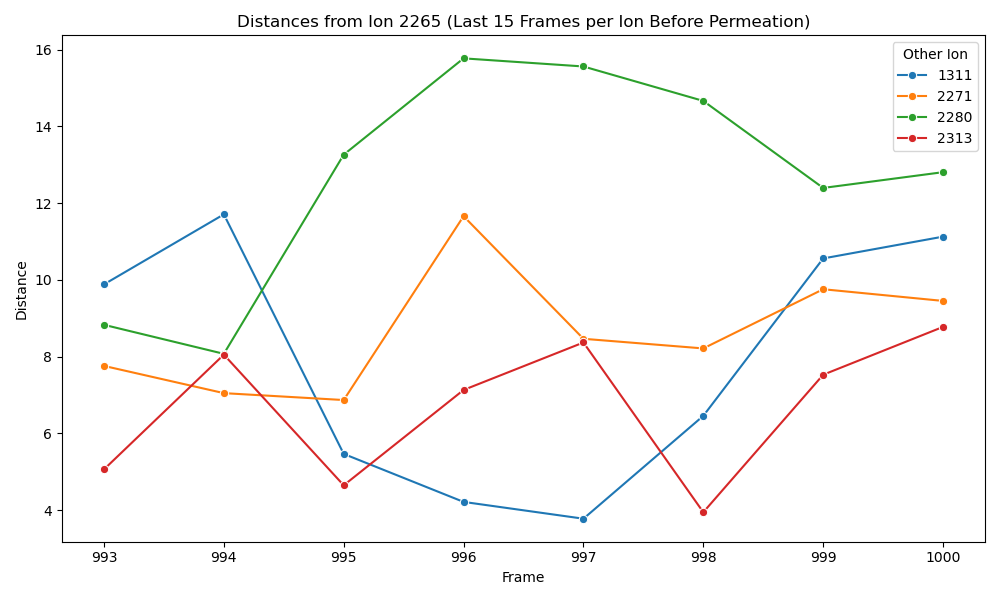 Distances from Ion 2265 (Last 15 Frames per Ion Before Permeation)
Distance
16
14
12
10
8
6
4
Other Ion
1311
2271
2280
2313
993 994 995 996 997 998 999 1000
Frame